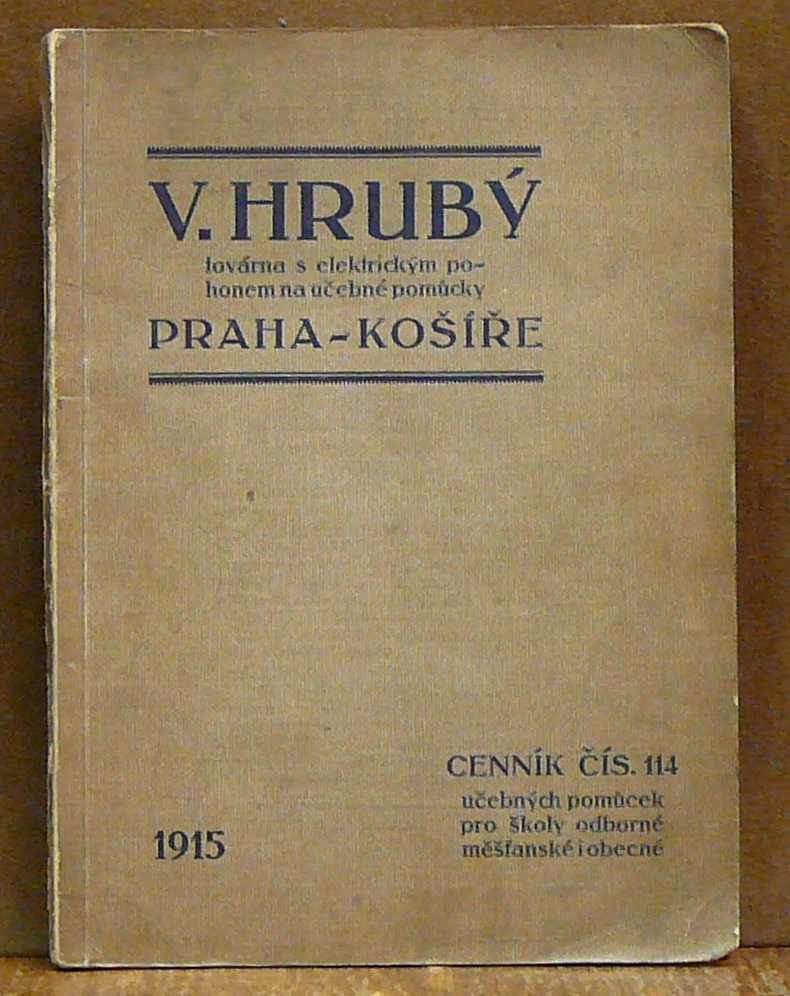 V. HRUBÝ
továrna s elektrickým po-
honem na učebné pomůcky
PRAHA-KOŠÍŘE
CENNÍK ČÍS. 114
učebných pomůcek
pro školy odborné
měšťanské i obecné
1915